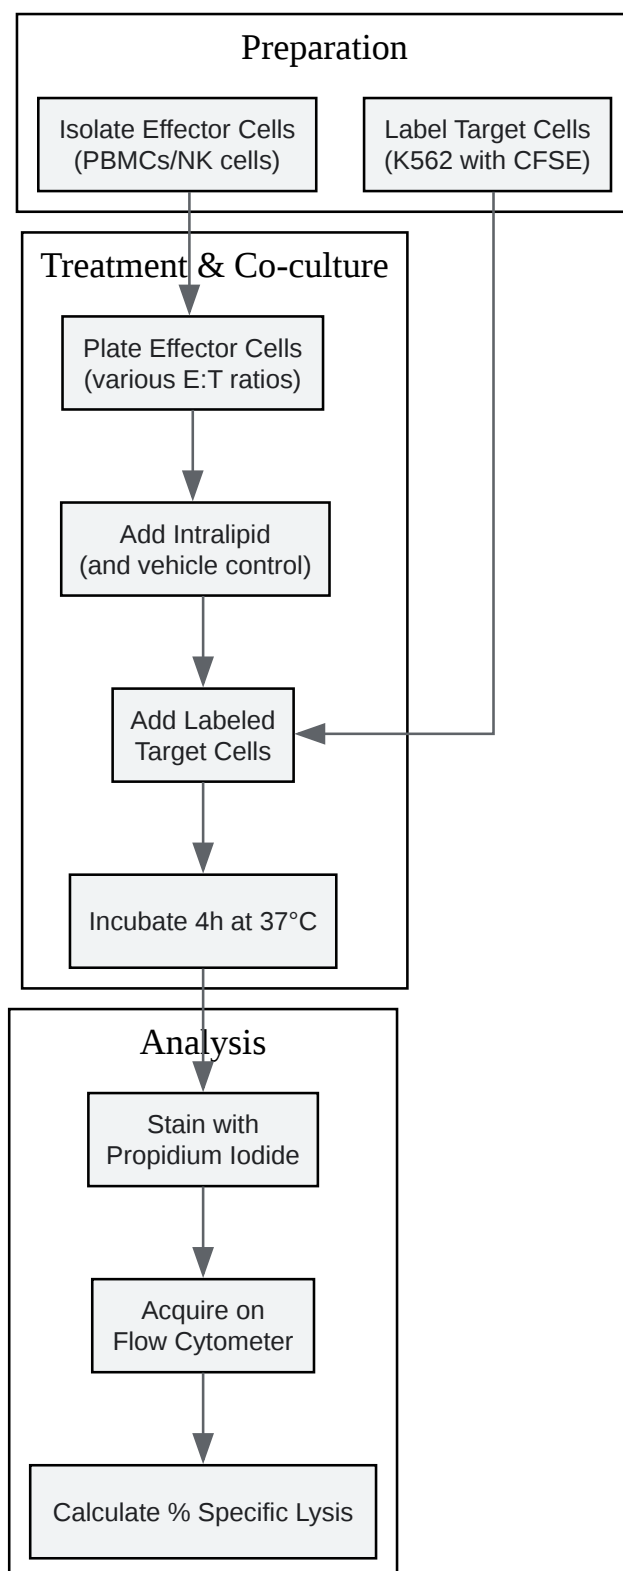 Preparation
Isolate Effector Cells
(PBMCs/NK cells)
Label Target Cells
(K562 with CFSE)
Treatment & Co-culture
Plate Effector Cells
(various E:T ratios)
Add Intralipid
(and vehicle control)
Add Labeled
Target Cells
Incubate 4h at 37°C
Analysis
Stain with
Propidium Iodide
Acquire on
Flow Cytometer
Calculate % Specific Lysis